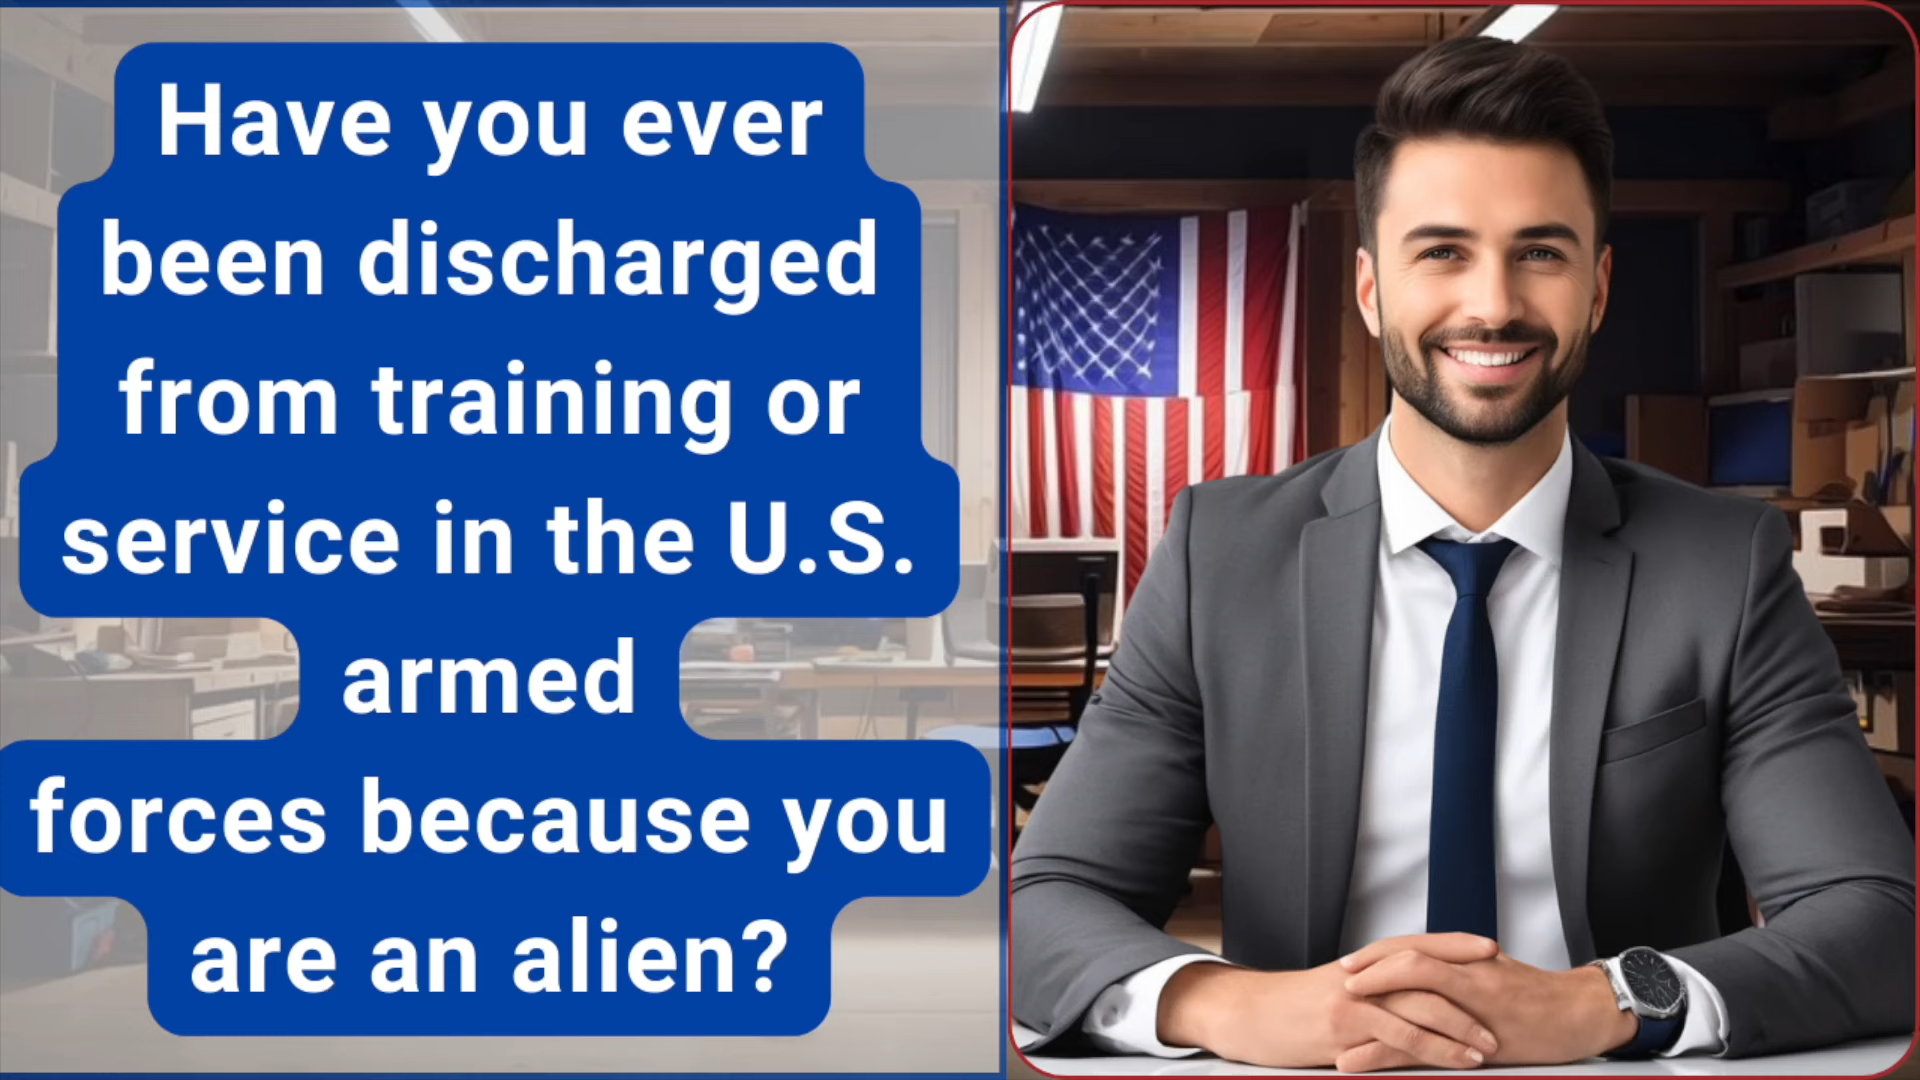 Have you ever
been discharged
from training or
service in the U.S.
armed
forces because you
are an alien?